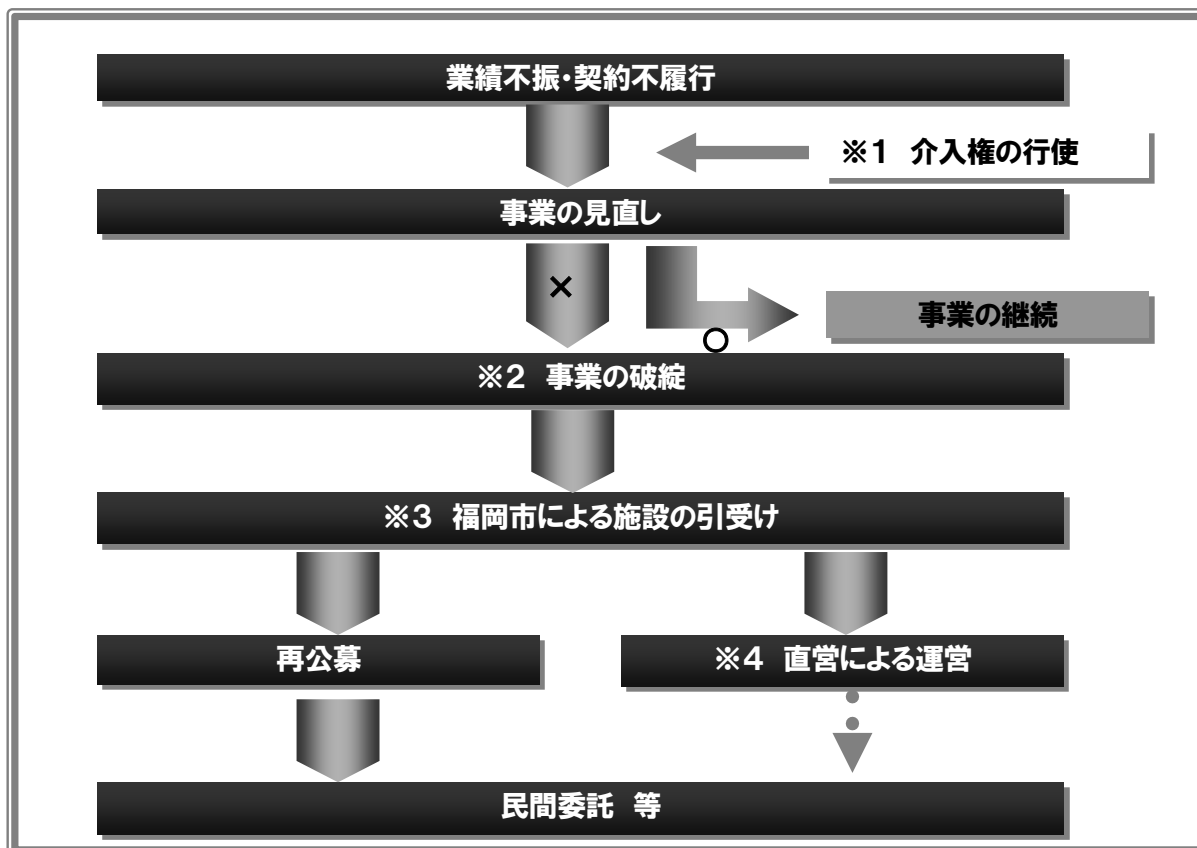 業績不振・契約不履行
※1 介入権の行使
事業の見直し
×
○
事業の継続
※2 事業の破綻
※3 福岡市による施設の引受け
再公募
※4 直営による運営
民間委託 等